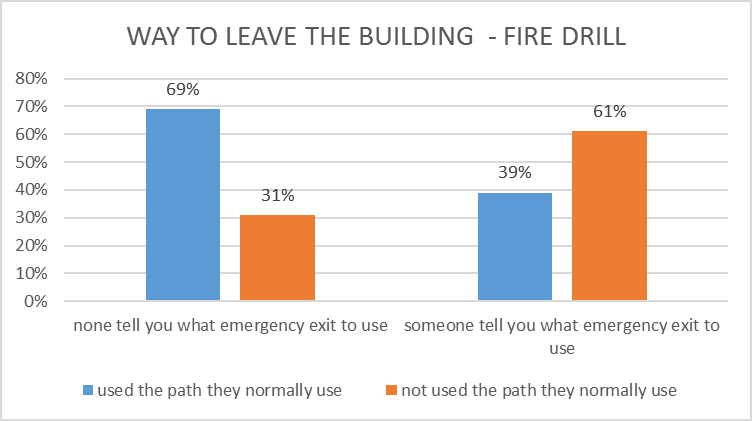 WAY TO LEAVE THE BUILDING - FIRE DRILL
80%
70%
60%
50%
40%
30%
20%
10%
0%
69%
31%
39%
61%
none tell you what emergency exit to use
someone tell you what emergency exit to
use
used the path they normally use
not used the path they normally use